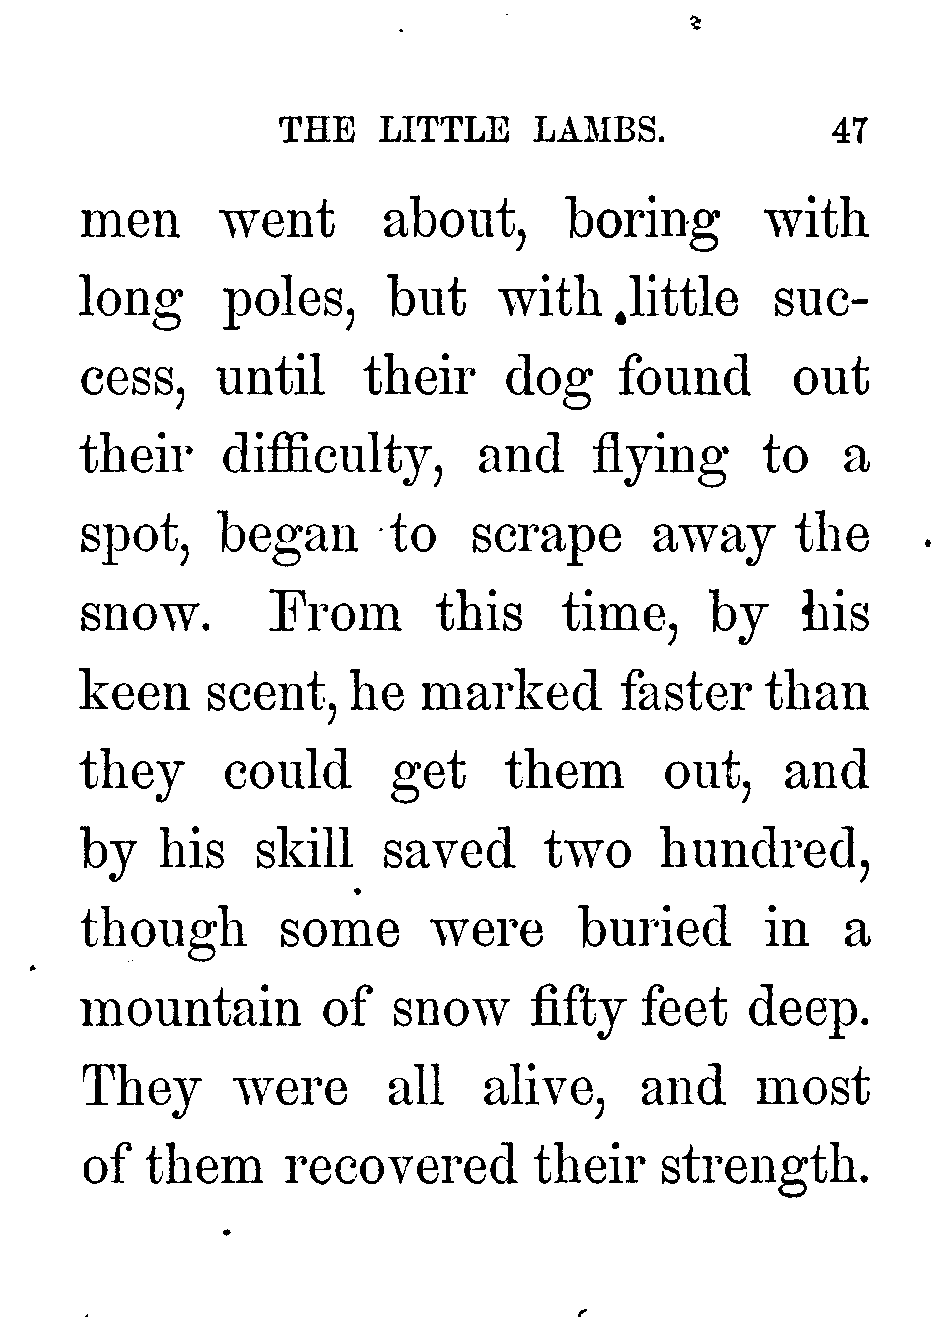 THE LITTLE LAMBS. 47
men went about, boring with
long poles, but with little suc-
cess, until their dog found out
their difficulty, and flying to a
spot, began to scrape away the
snow. From this time, by his
keen scent, he marked faster than
they could get them out, and
by his skill saved two hundred,
though some were buried in a
mountain of snow fifty feet deep.
They were all alive, and most
of them recovered their strength.